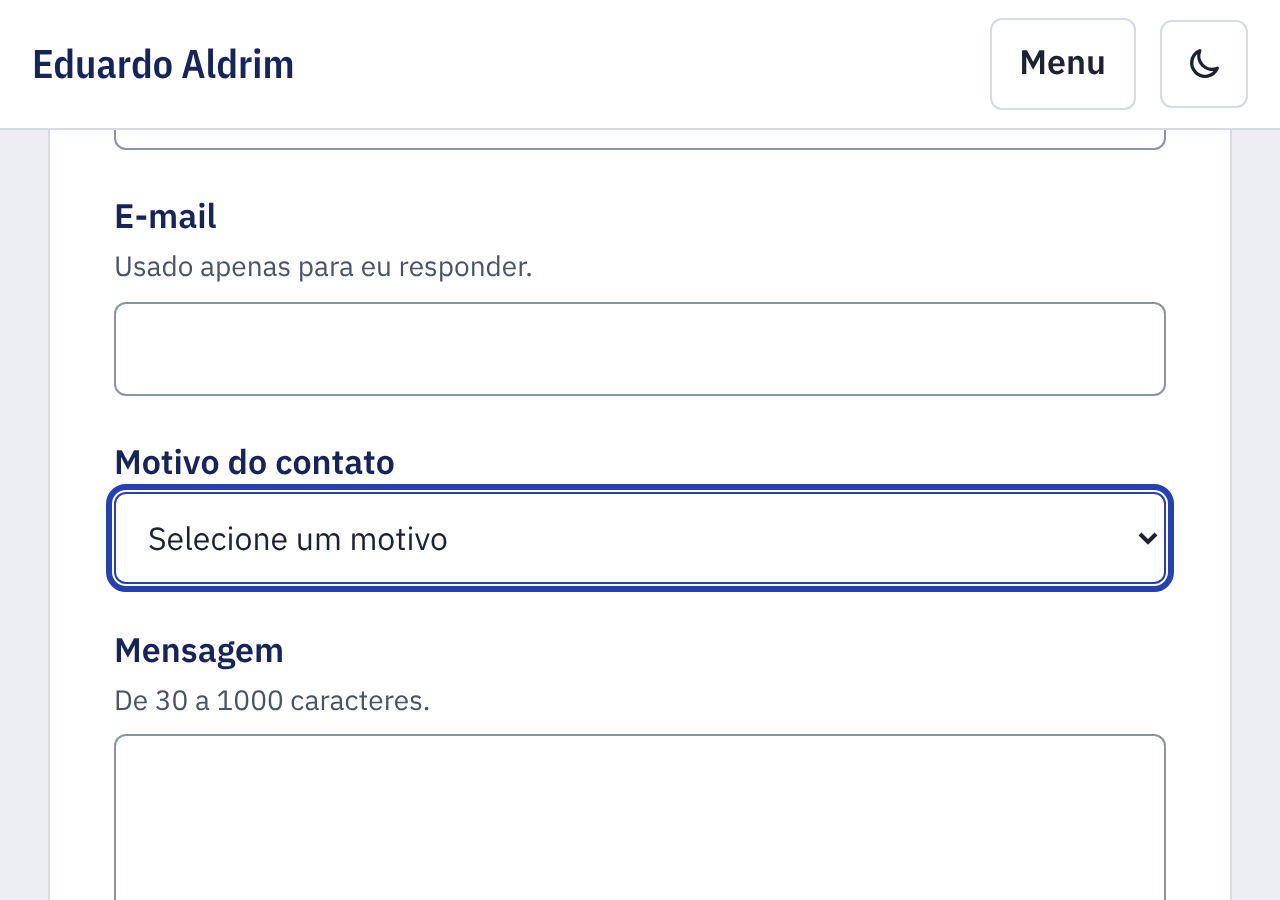 Eduardo Aldrim
Menu
E-mail
Usado apenas para eu responder.
Motivo do contato
Selecione um motivo
Mensagem
De 30 a 1000 caracteres.